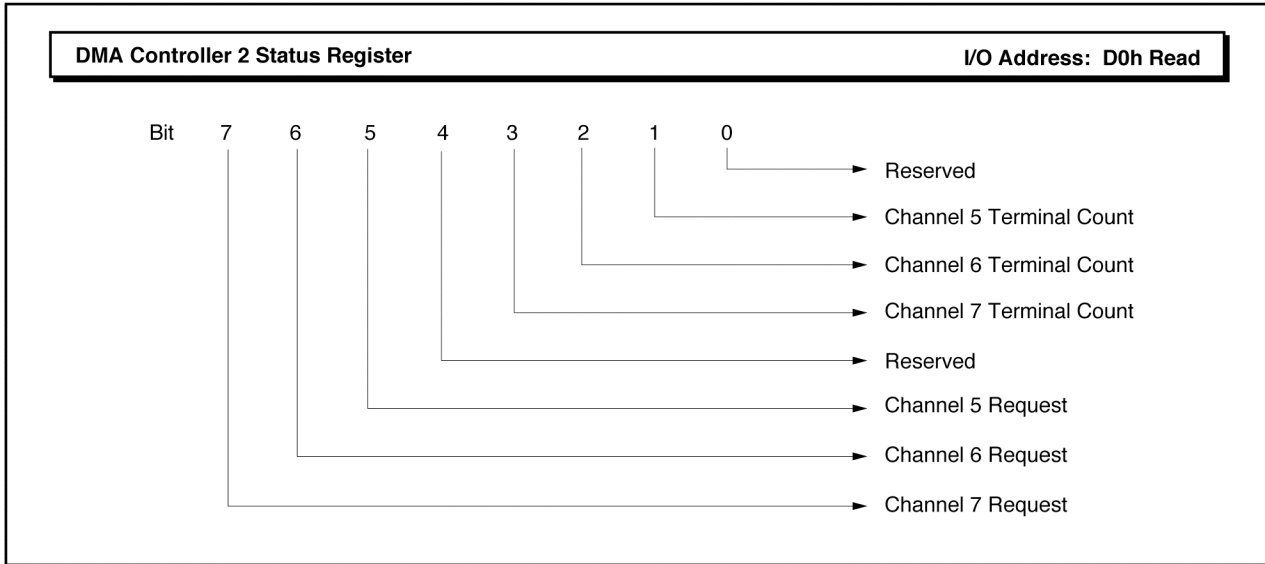 DMA Controller 2 Status Register I/O Address: D0h Read
Bit 7 6 5 4 3 2 1 0
Reserved
Channel 5 Terminal Count
Channel 6 Terminal Count
Channel 7 Terminal Count
Reserved
Channel 5 Request
Channel 6 Request
Channel 7 Request